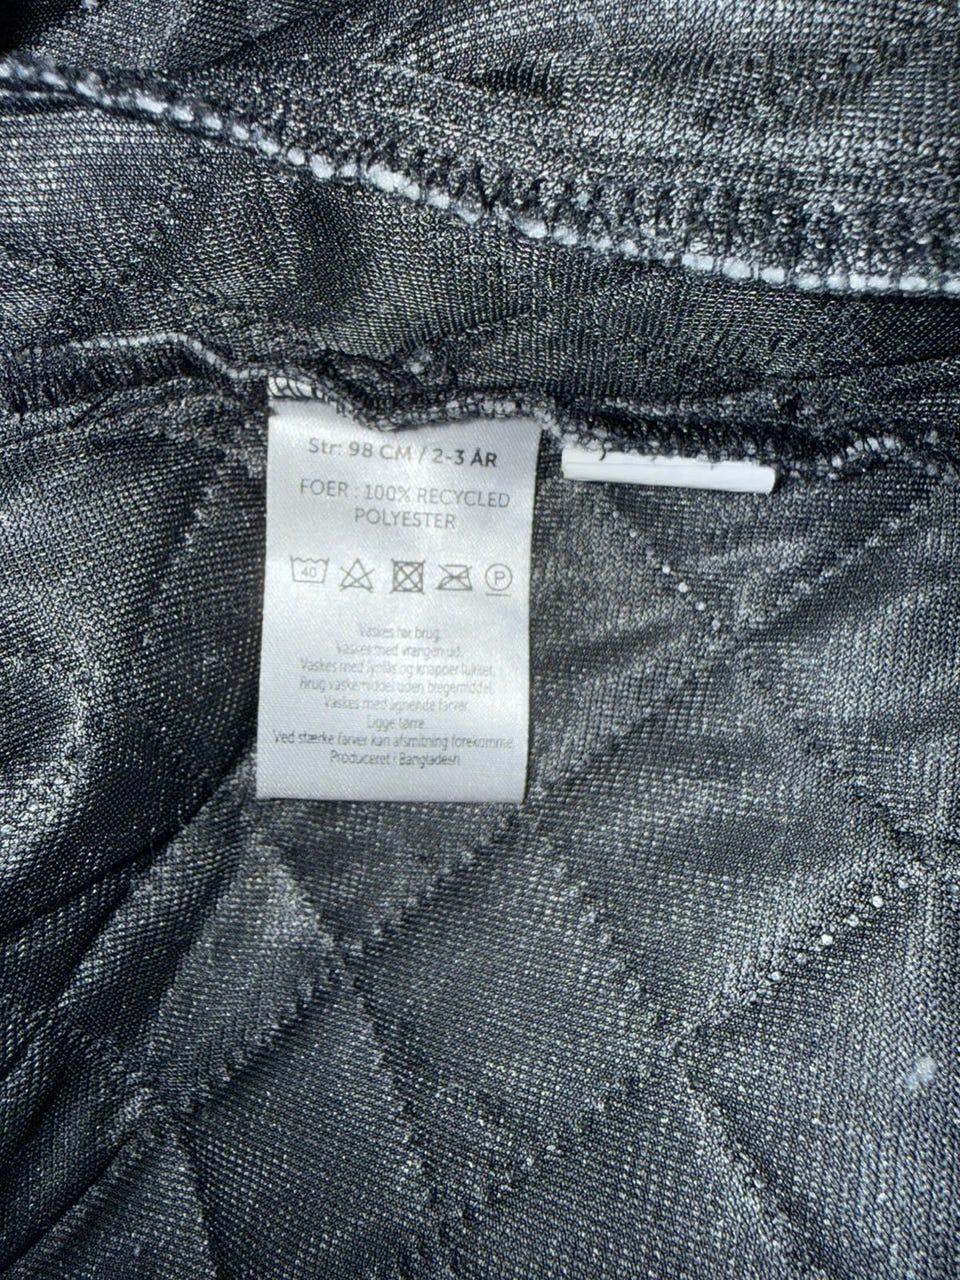 Str: 98 CM / 2-3 ÅR
FOER : 100% RECYCLED
POLYESTER
40 P
Vaskes før brug.
Vaskes med vrangen ud.
Vaskes med lynlås og knapper lukket.
Brug vaskemiddel uden blegemiddel.
Vaskes med lignende farver.
Ligge tørre.
Ved stærke farver kan afsmitning forekomme
Produceret i Bangladesh